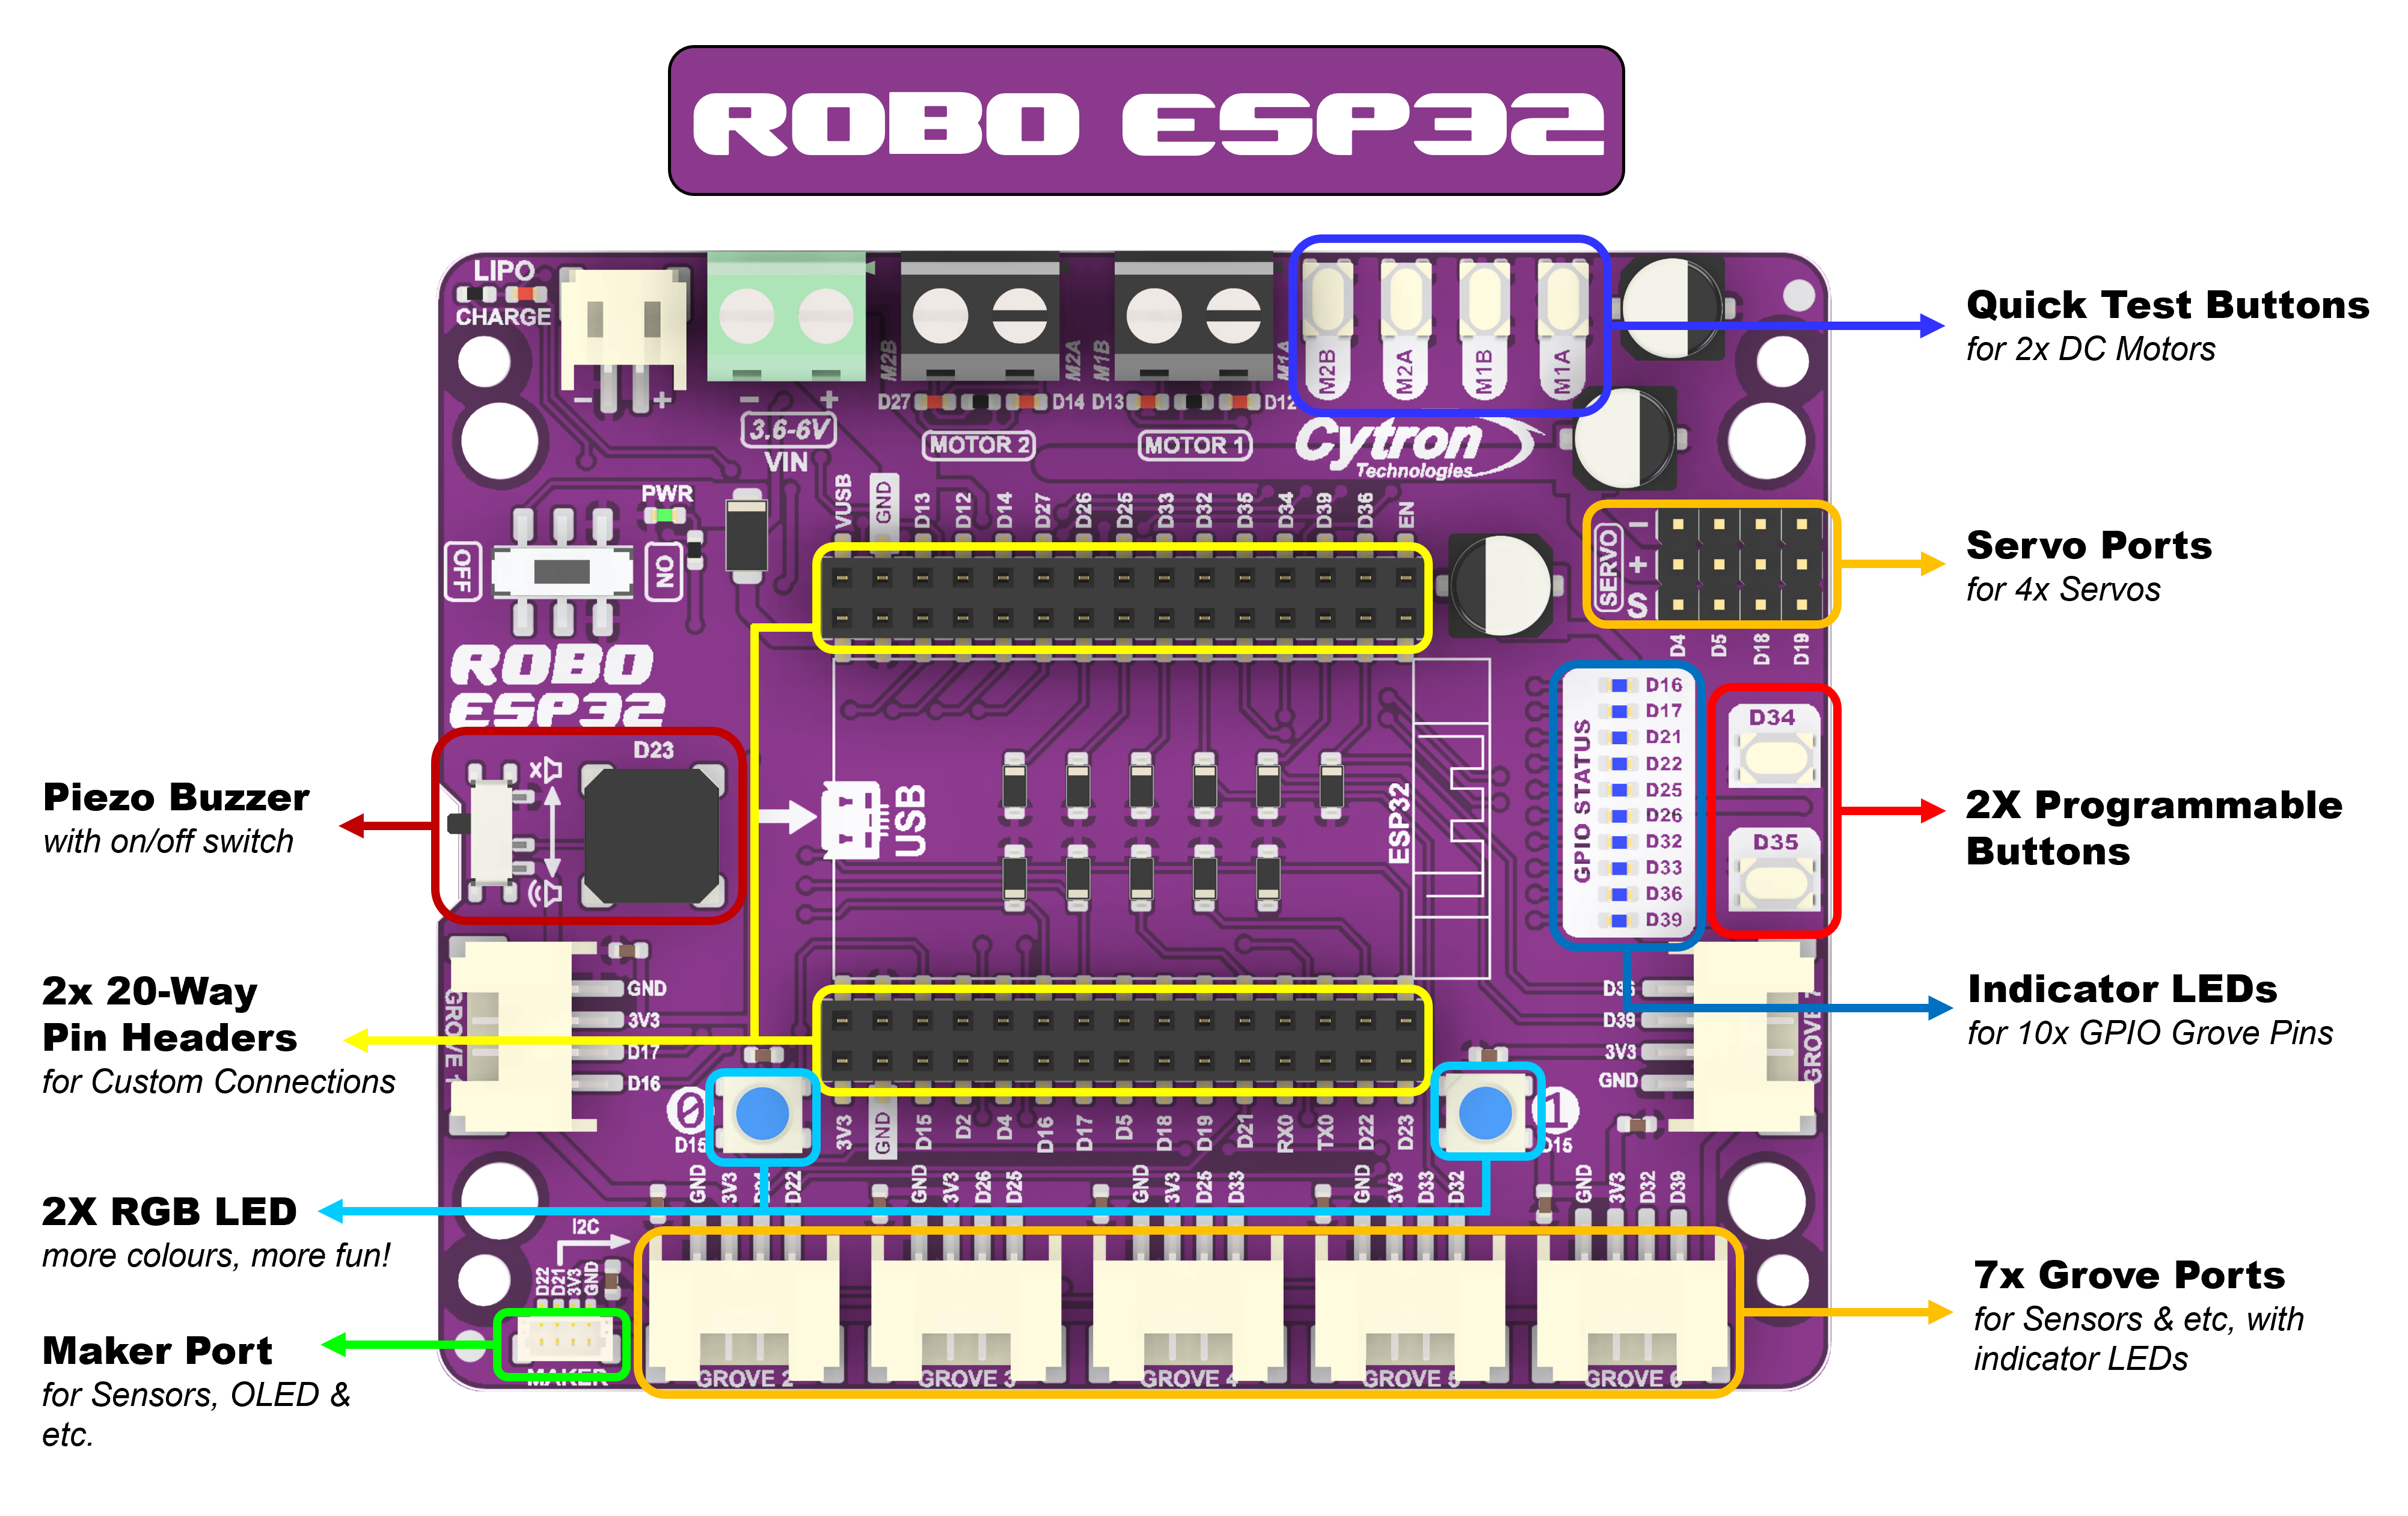 ROBO ESP32
LIPO
CHARGE
- +
- +
3.6-6V
VIN
M2B
M2A
D27
D14
MOTOR 2
M1B
M1A
D13
D12
MOTOR 1
M2B
M2A
M1B
M1A
Cytron
Technologies
Quick Test Buttons
for 2x DC Motors
PWR
OFF
ON
VUSB
GND
D13
D12
D14
D27
D26
D25
D33
D32
D35
D34
D39
D36
EN
SERVO
-
+
S
D4
D5
D18
D19
Servo Ports
for 4x Servos
ROBO
ESP32
D23
Piezo Buzzer
with on/off switch
USB
ESP32
GPIO STATUS
D16
D17
D21
D22
D25
D26
D32
D33
D36
D39
D34
D35
2X Programmable
Buttons
2x 20-Way
Pin Headers
for Custom Connections
GROVE 1
GND
3V3
D17
D16
D36
D39
3V3
GND
GROVE 7
Indicator LEDs
for 10x GPIO Grove Pins
0
D15
3V3
GND
D15
D2
D4
D16
D17
D5
D18
D19
D21
RX0
TX0
D22
D23
1
D15
2X RGB LED
more colours, more fun!
GND
3V3
D22
GND
3V3
D26
D25
GND
3V3
D25
D33
GND
3V3
D33
D32
GND
3V3
D32
D39
I2C
D22
D21
3V3
GND
MAKER
GROVE 2
GROVE 3
GROVE 4
GROVE 5
GROVE 6
Maker Port
for Sensors, OLED &
etc.
7x Grove Ports
for Sensors & etc, with
indicator LEDs